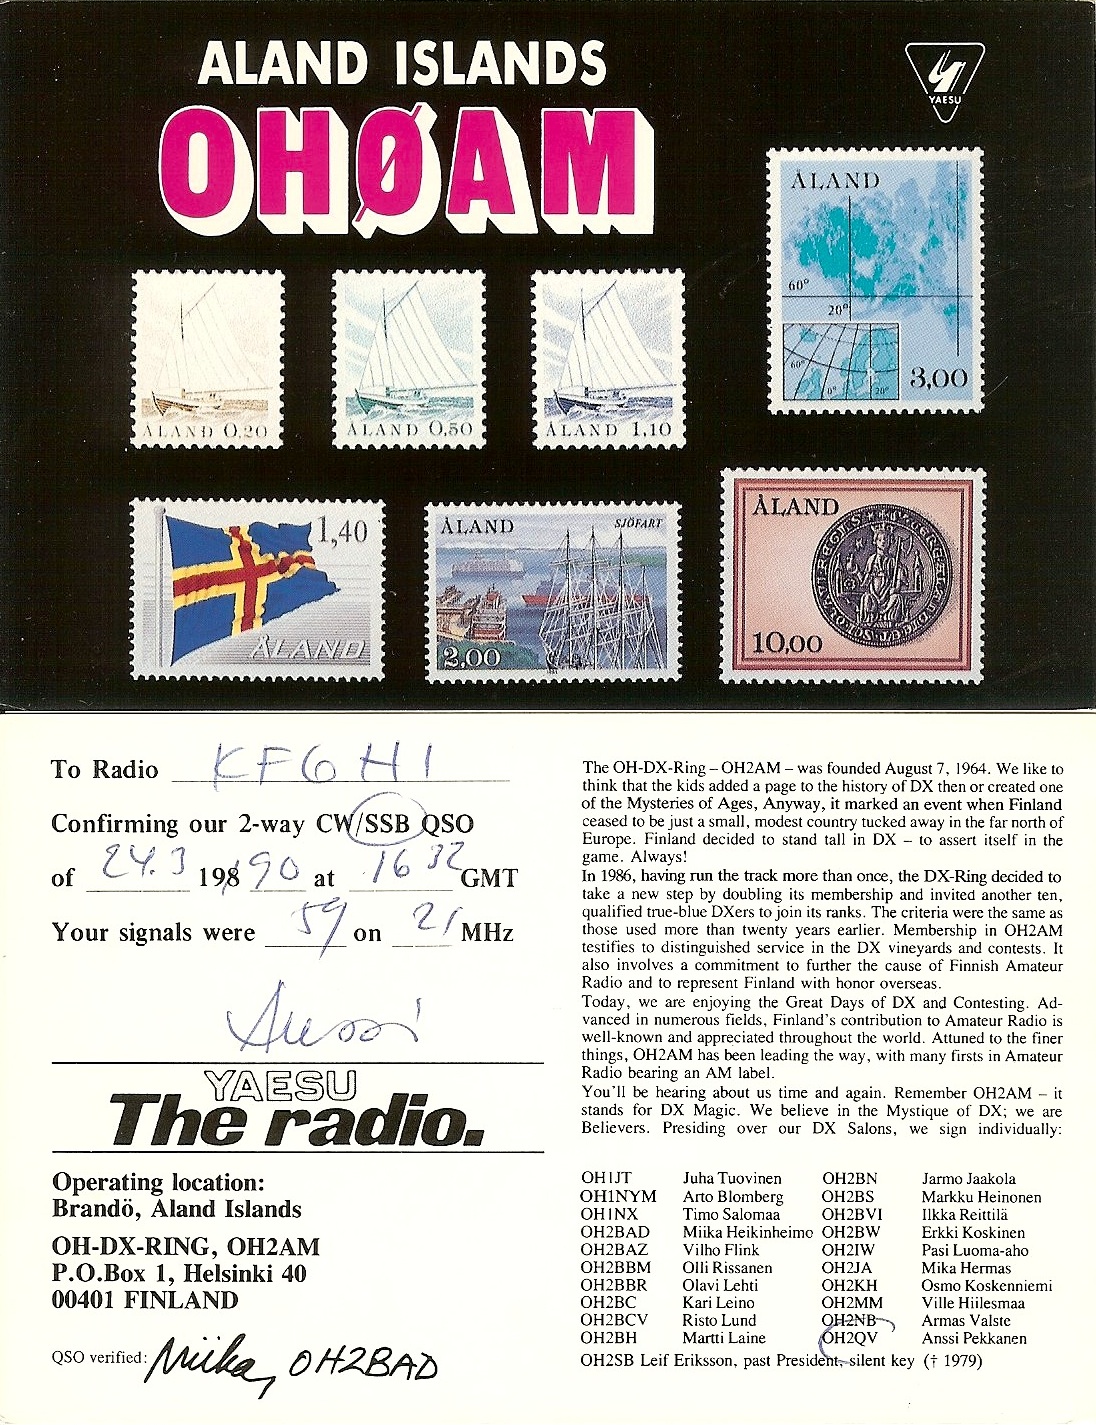 ALAND ISLANDS
OHØAM
YAESU
ÅLAND
60°
20°
60°
0°
20°
3,00
ÅLAND 0,20
ÅLAND 0,50
ÅLAND 1,10
1,40
ÅLAND
ÅLAND
SJÖFART
2,00
ÅLAND
10,00
To Radio KF6HI
Confirming our 2-way CW/SSB QSO
of 24.3 198 90 at 1632 GMT
Your signals were 59 on 21 MHz
Anssi
YAESU
The radio.
Operating location:
Brandö, Aland Islands
OH-DX-RING, OH2AM
P.O.Box 1, Helsinki 40
00401 FINLAND
QSO verified: Miika, OH2BAD
The OH-DX-Ring – OH2AM – was founded August 7, 1964. We like to
think that the kids added a page to the history of DX then or created one
of the Mysteries of Ages, Anyway, it marked an event when Finland
ceased to be just a small, modest country tucked away in the far north of
Europe. Finland decided to stand tall in DX – to assert itself in the
game. Always!
In 1986, having run the track more than once, the DX-Ring decided to
take a new step by doubling its membership and invited another ten,
qualified true-blue DXers to join its ranks. The criteria were the same as
those used more than twenty years earlier. Membership in OH2AM
testifies to distinguished service in the DX vineyards and contests. It
also involves a commitment to further the cause of Finnish Amateur
Radio and to represent Finland with honor overseas.
Today, we are enjoying the Great Days of DX and Contesting. Ad-
vanced in numerous fields, Finland's contribution to Amateur Radio is
well-known and appreciated throughout the world. Attuned to the finer
things, OH2AM has been leading the way, with many firsts in Amateur
Radio bearing an AM label.
You'll be hearing about us time and again. Remember OH2AM – it
stands for DX Magic. We believe in the Mystique of DX; we are
Believers. Presiding over our DX Salons, we sign individually:
OH1JT Juha Tuovinen OH2BN Jarmo Jaakola
OH1NYM Arto Blomberg OH2BS Markku Heinonen
OH1NX Timo Salomaa OH2BVI Ilkka Reittilä
OH2BAD Miika Heikinheimo OH2BW Erkki Koskinen
OH2BAZ Vilho Flink OH2IW Pasi Luoma-aho
OH2BBM Olli Rissanen OH2JA Mika Hermas
OH2BBR Olavi Lehti OH2KH Osmo Koskenniemi
OH2BC Kari Leino OH2MM Ville Hiilesmaa
OH2BCV Risto Lund OH2NB Armas Valste
OH2BH Martti Laine OH2QV Anssi Pekkanen
OH2SB Leif Eriksson, past President, silent key († 1979)